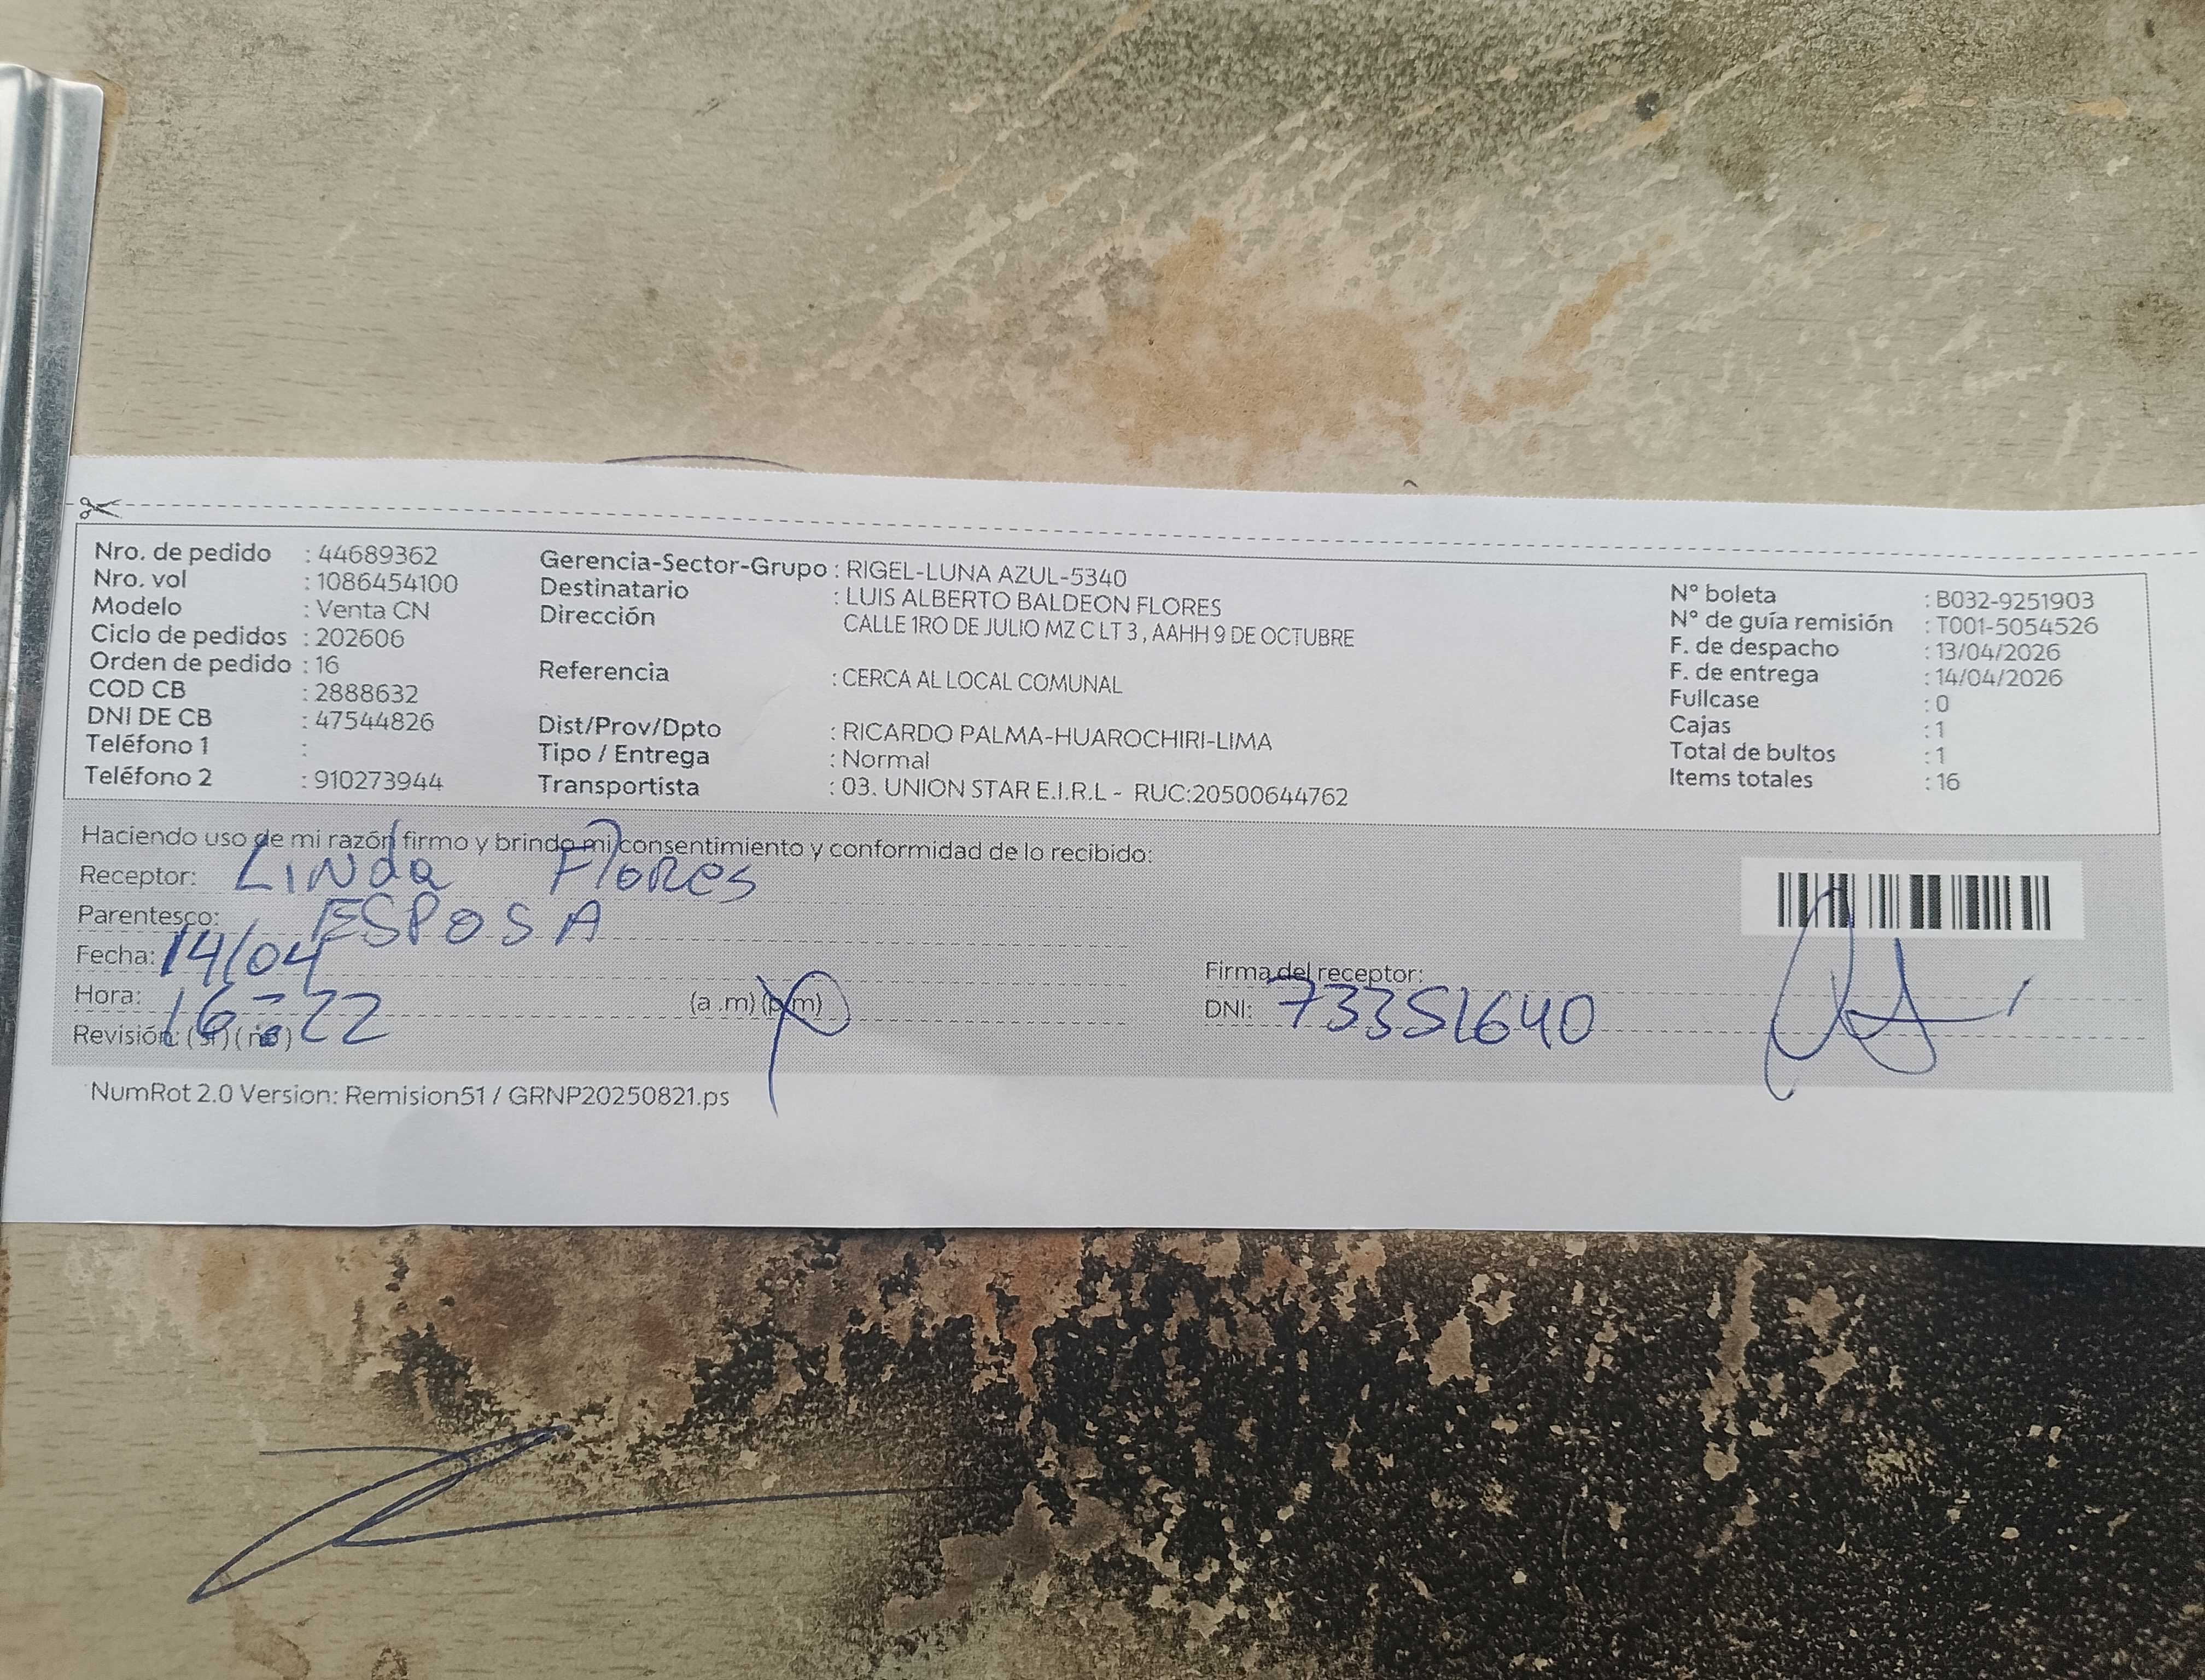 Nro. de pedido : 44689362
Nro. vol : 1086454100
Modelo : Venta CN
Ciclo de pedidos : 202606
Orden de pedido : 16
COD CB : 2888632
DNI DE CB : 47544826
Teléfono 1 :
Teléfono 2 : 910273944
Gerencia-Sector-Grupo : RIGEL-LUNA AZUL-5340
Destinatario : LUIS ALBERTO BALDEON FLORES
Dirección CALLE 1RO DE JULIO MZ C LT 3 , AAHH 9 DE OCTUBRE
Referencia : CERCA AL LOCAL COMUNAL
Dist/Prov/Dpto : RICARDO PALMA-HUAROCHIRI-LIMA
Tipo / Entrega : Normal
Transportista : 03. UNION STAR E.I.R.L - RUC:20500644762
N° boleta : B032-9251903
N° de guía remisión : T001-5054526
F. de despacho : 13/04/2026
F. de entrega : 14/04/2026
Fullcase : 0
Cajas : 1
Total de bultos : 1
Items totales : 16
Haciendo uso de mi razón firmo y brindo mi consentimiento y conformidad de lo recibido:
Receptor: LINda Flores
Parentesco: ESPOSA
Fecha: 14/04
Hora: 16-22 (a .m) (p.m)
Revisión: (si) (no)
Firma del receptor:
DNI: 73351640
NumRot 2.0 Version: Remision51 / GRNP20250821.ps